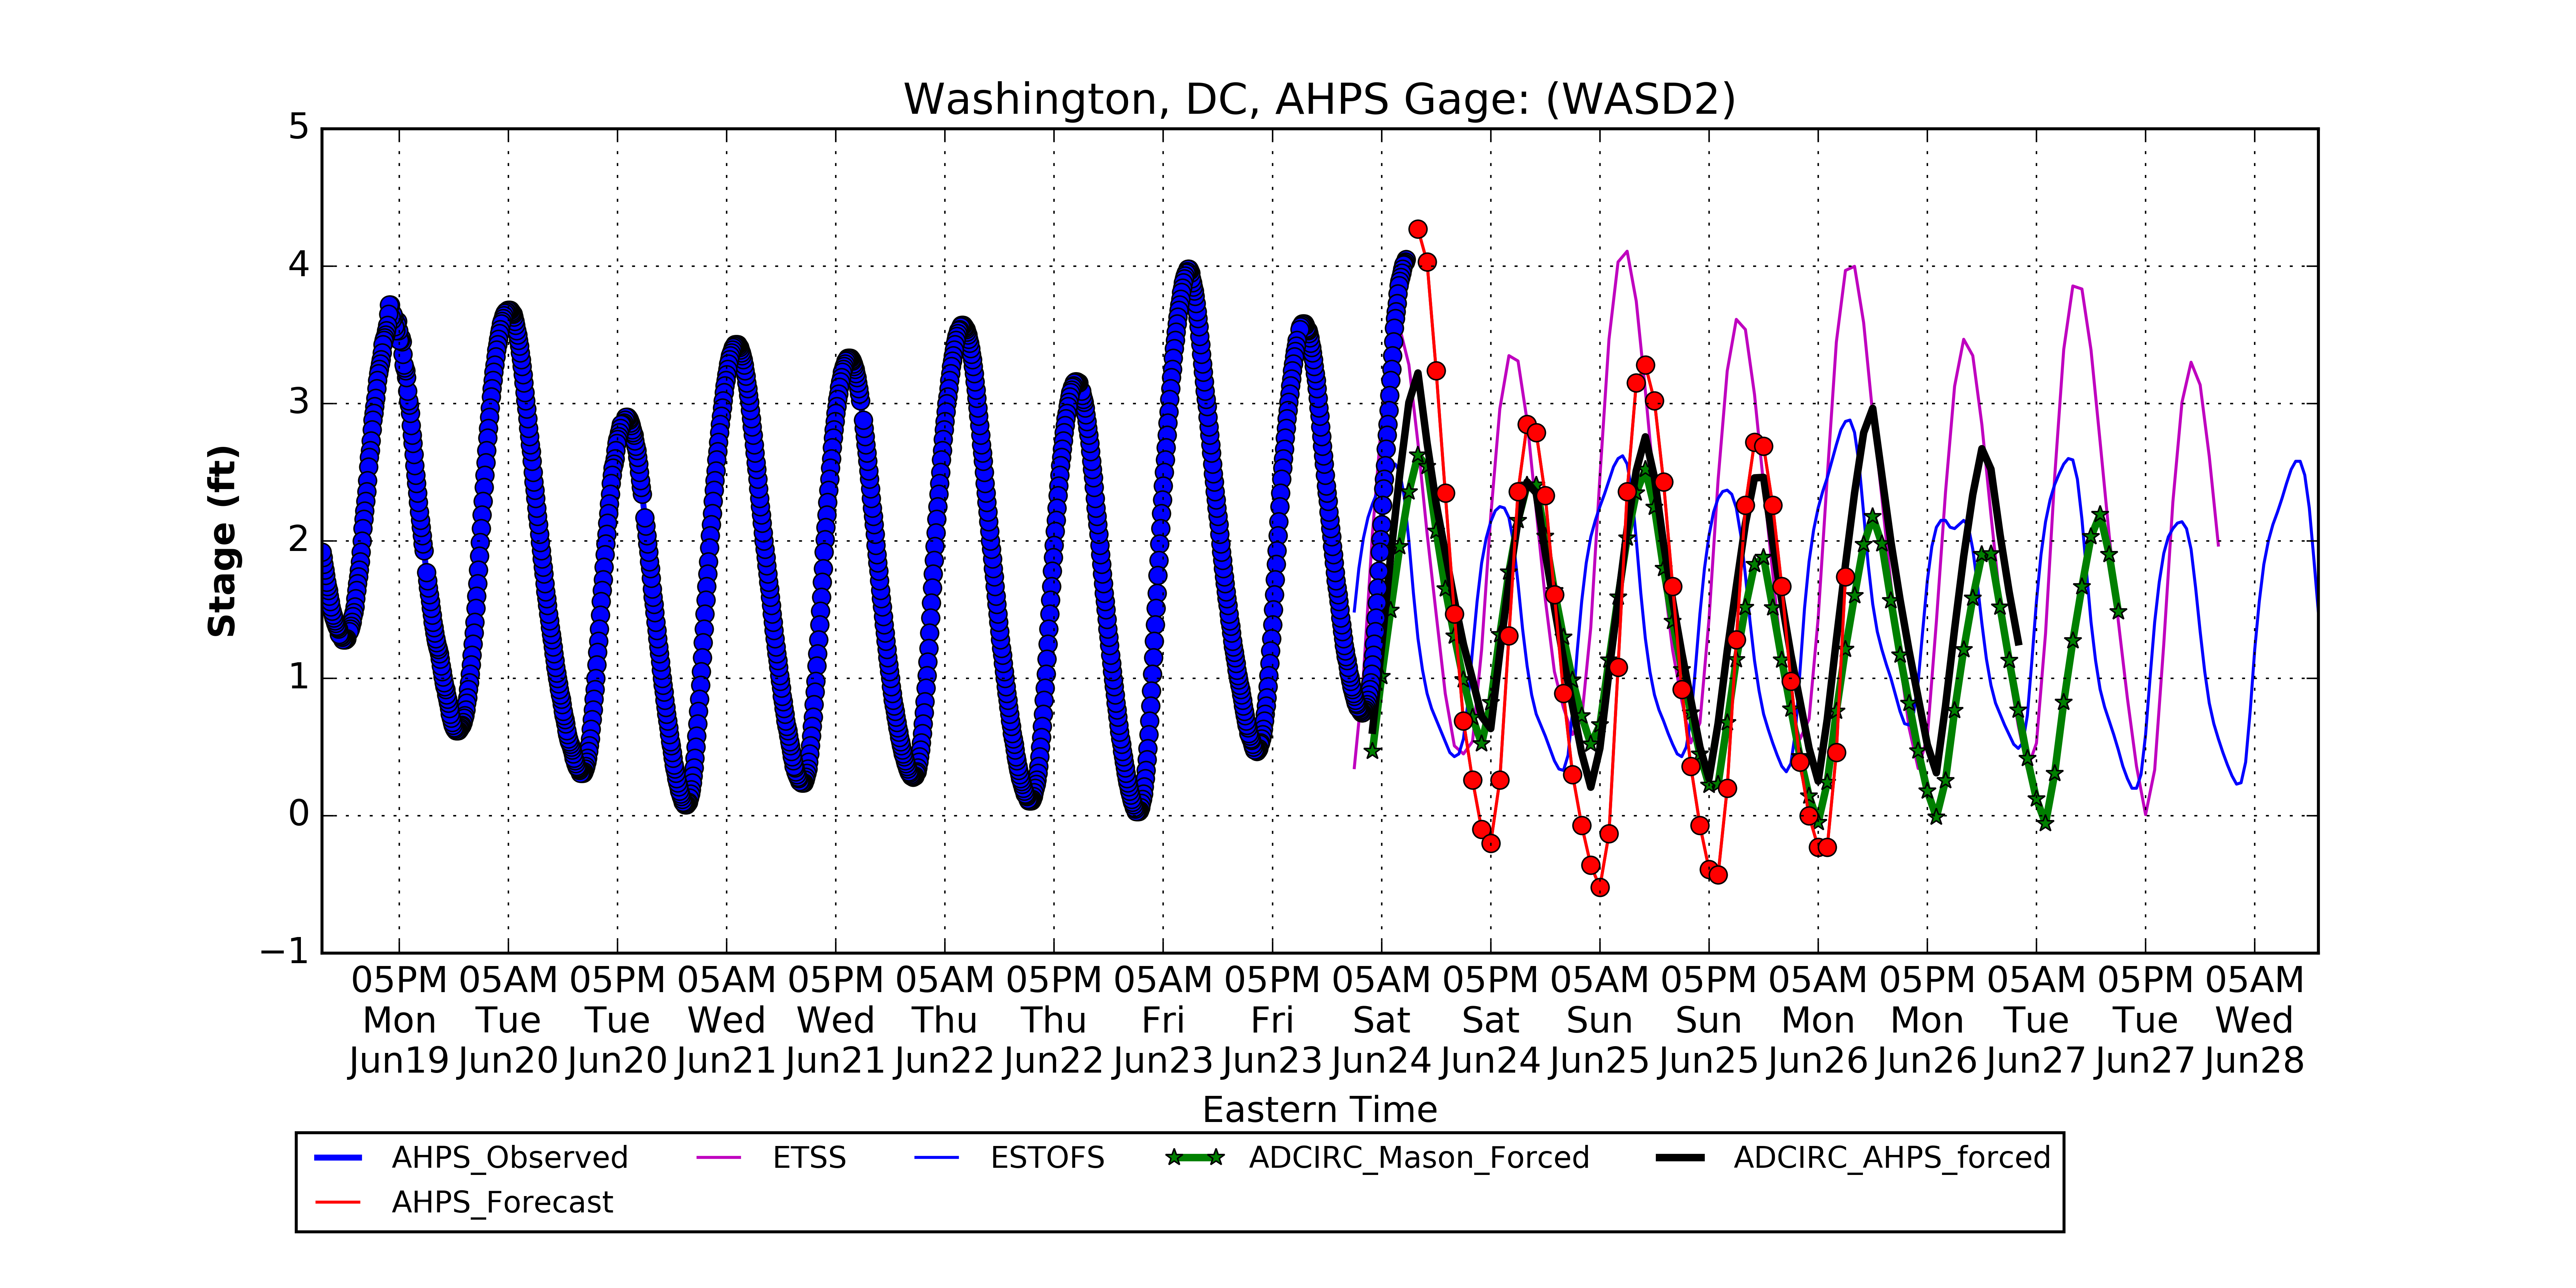 Washington, DC, AHPS Gage: (WASD2)
5
4
3
2
1
0
−1
Stage (ft)
05PM 05AM 05PM 05AM 05PM 05AM 05PM 05AM 05PM 05AM 05PM 05AM 05PM 05AM 05PM 05AM 05PM 05AM
Mon Tue Tue Wed Wed Thu Thu Fri Fri Sat Sat Sun Sun Mon Mon Tue Tue Wed
Jun19 Jun20 Jun20 Jun21 Jun21 Jun22 Jun22 Jun23 Jun23 Jun24 Jun24 Jun25 Jun25 Jun26 Jun26 Jun27 Jun27 Jun28
Eastern Time
AHPS_Observed ETSS ESTOFS ADCIRC_Mason_Forced ADCIRC_AHPS_forced
AHPS_Forecast